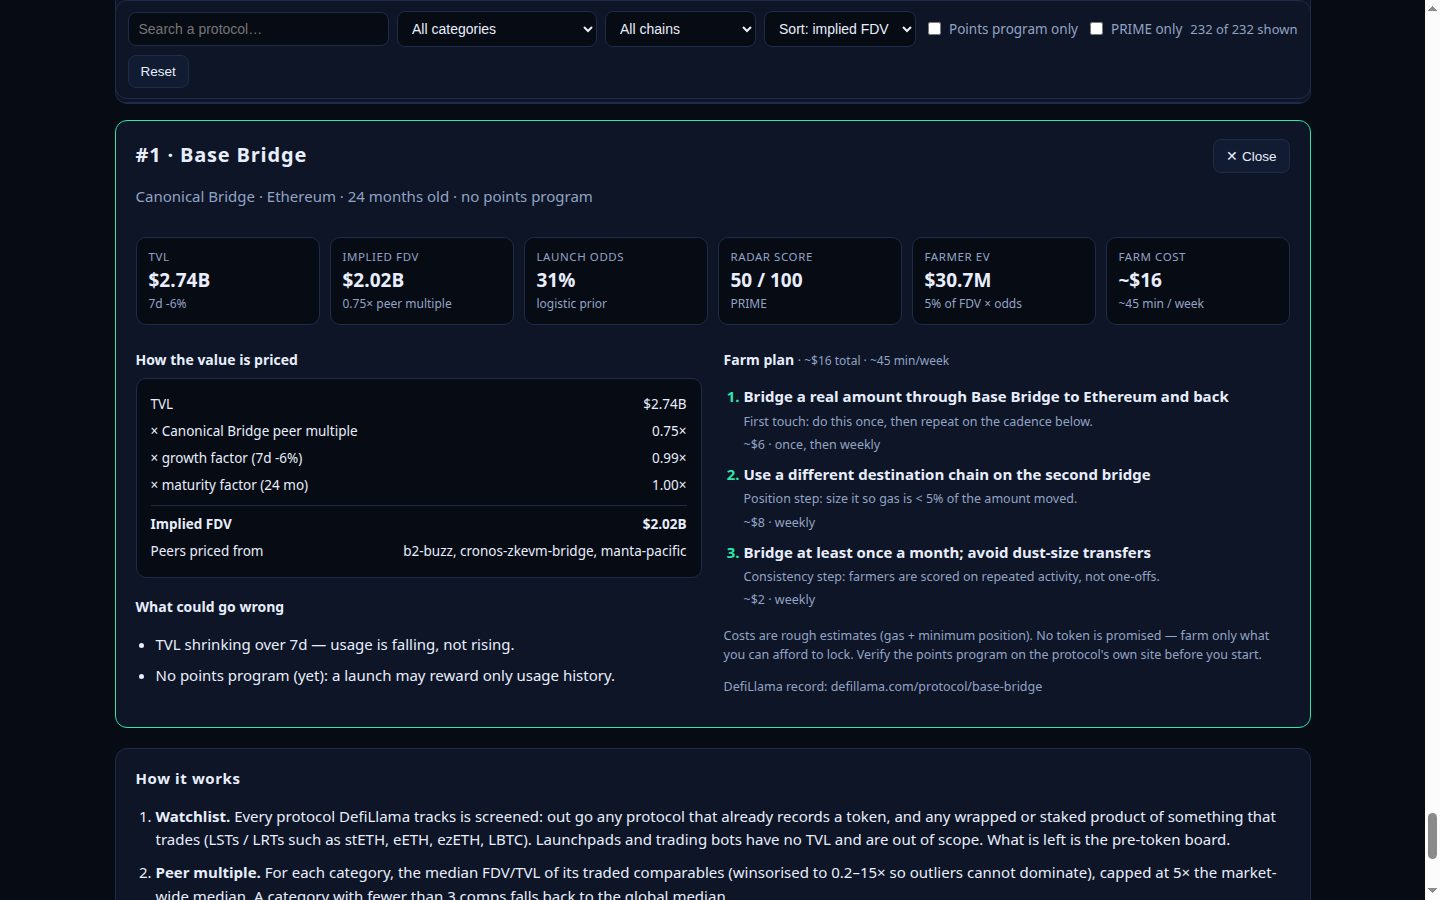 Search a protocol…
All categories
All chains
Sort: implied FDV
Points program only
PRIME only
232 of 232 shown
Reset
#1 · Base Bridge
✕ Close
Canonical Bridge · Ethereum · 24 months old · no points program
TVL
$2.74B
7d -6%
IMPLIED FDV
$2.02B
0.75× peer multiple
LAUNCH ODDS
31%
logistic prior
RADAR SCORE
50 / 100
PRIME
FARMER EV
$30.7M
5% of FDV × odds
FARM COST
~$16
~45 min / week
How the value is priced
TVL $2.74B
× Canonical Bridge peer multiple 0.75×
× growth factor (7d -6%) 0.99×
× maturity factor (24 mo) 1.00×
Implied FDV $2.02B
Peers priced from b2-buzz, cronos-zkevm-bridge, manta-pacific
What could go wrong
• TVL shrinking over 7d — usage is falling, not rising.
• No points program (yet): a launch may reward only usage history.
Farm plan · ~$16 total · ~45 min/week
1. Bridge a real amount through Base Bridge to Ethereum and back
First touch: do this once, then repeat on the cadence below.
~$6 · once, then weekly
2. Use a different destination chain on the second bridge
Position step: size it so gas is < 5% of the amount moved.
~$8 · weekly
3. Bridge at least once a month; avoid dust-size transfers
Consistency step: farmers are scored on repeated activity, not one-offs.
~$2 · weekly
Costs are rough estimates (gas + minimum position). No token is promised — farm only what
you can afford to lock. Verify the points program on the protocol's own site before you start.
DefiLlama record: defillama.com/protocol/base-bridge
How it works
1. Watchlist. Every protocol DefiLlama tracks is screened: out go any protocol that already records a token, and any wrapped or staked product of something that
trades (LSTs / LRTs such as stETH, eETH, ezETH, LBTC). Launchpads and trading bots have no TVL and are out of scope. What is left is the pre-token board.
2. Peer multiple. For each category, the median FDV/TVL of its traded comparables (winsorised to 0.2–15× so outliers cannot dominate), capped at 5× the market-
wide median. A category with fewer than 3 comps falls back to the global median.